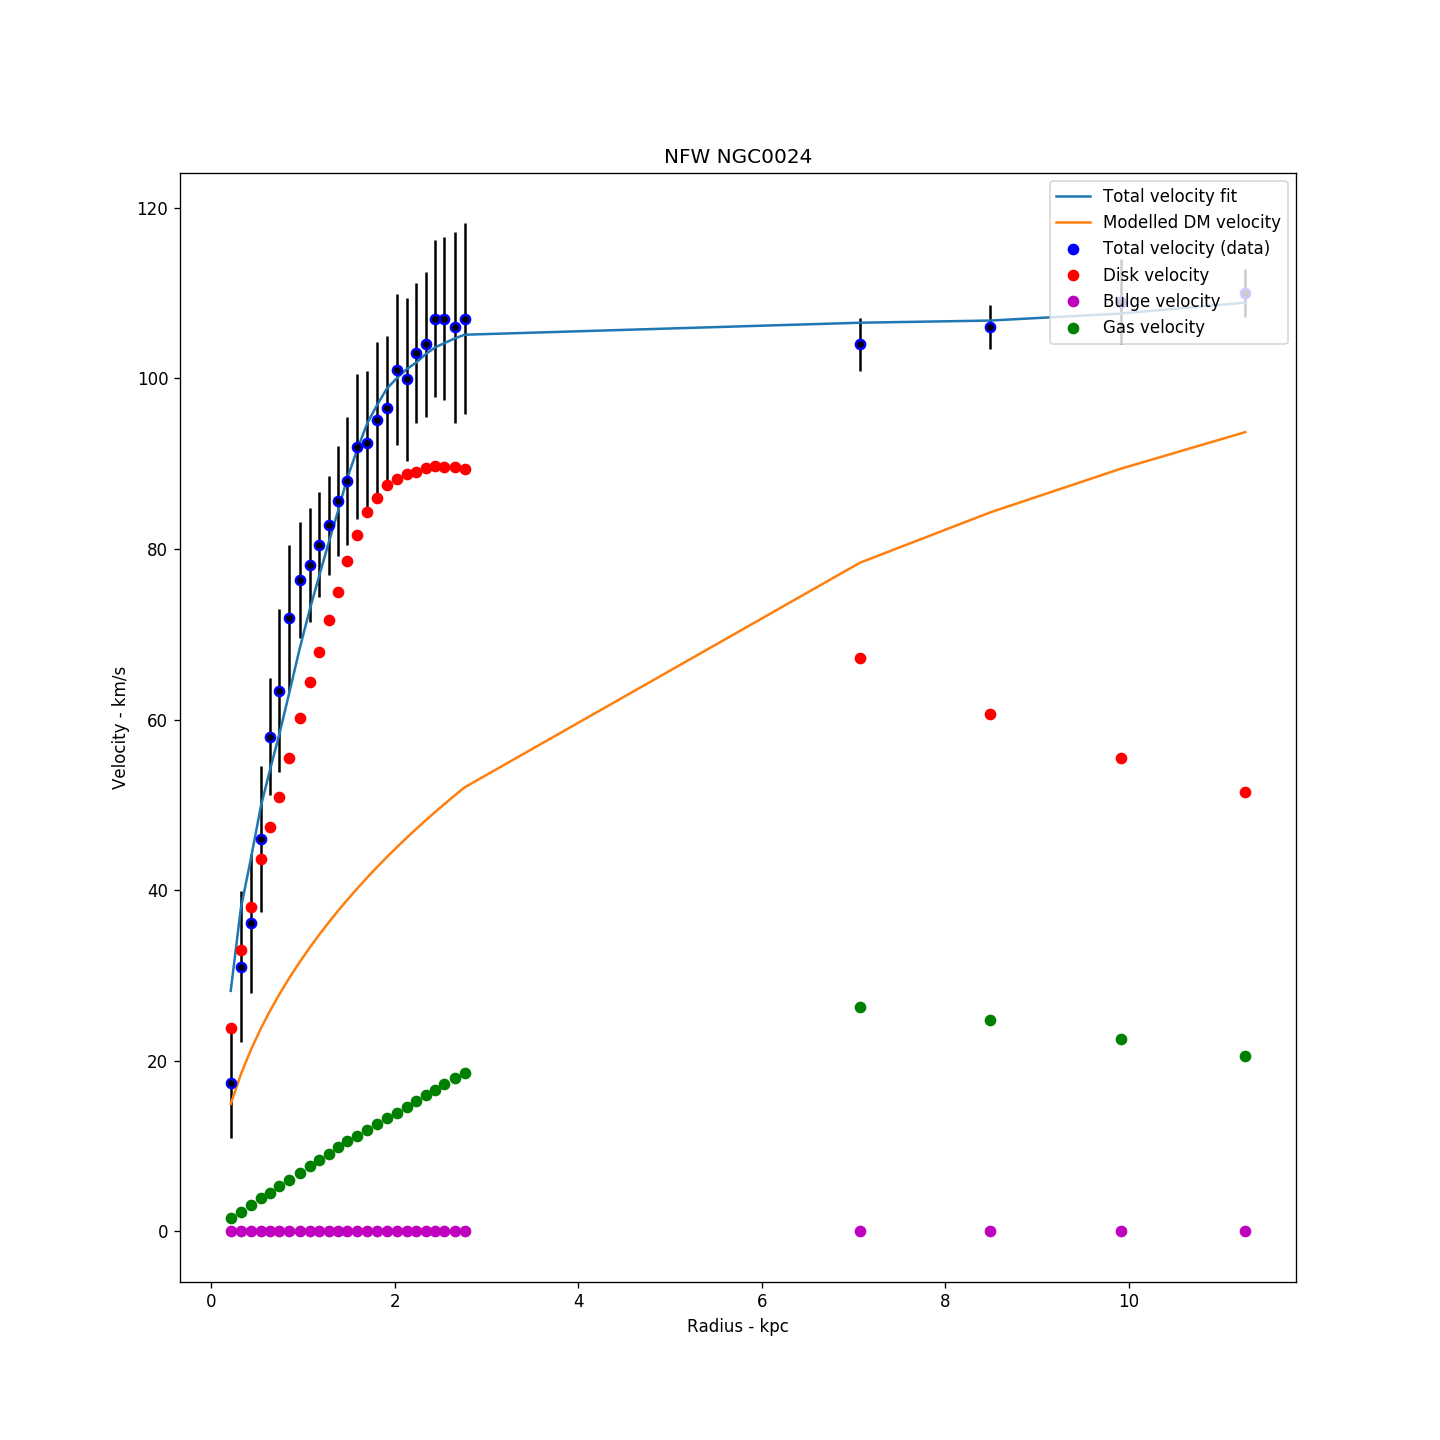 NFW NGC0024
Total velocity fit
Modelled DM velocity
Total velocity (data)
Disk velocity
Bulge velocity
Gas velocity
120
100
80
60
40
20
0
Velocity - km/s
0 2 4 6 8 10
Radius - kpc